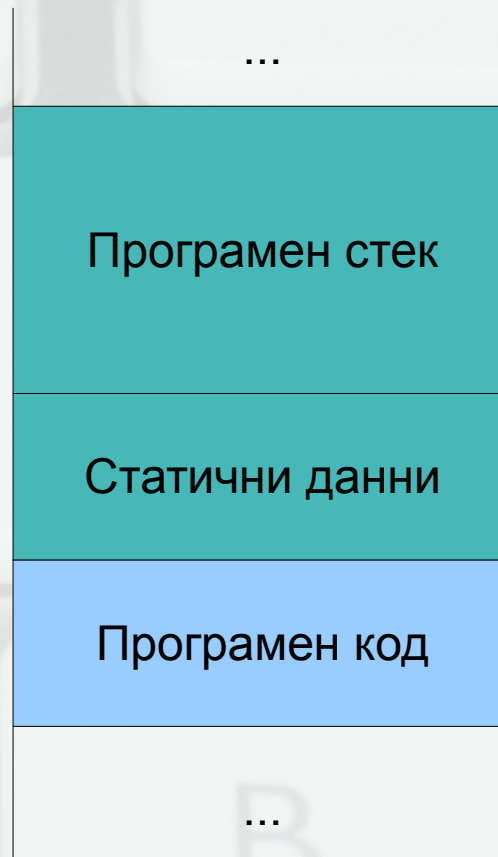 ...
Програмен стек
Статични данни
Програмен код
...